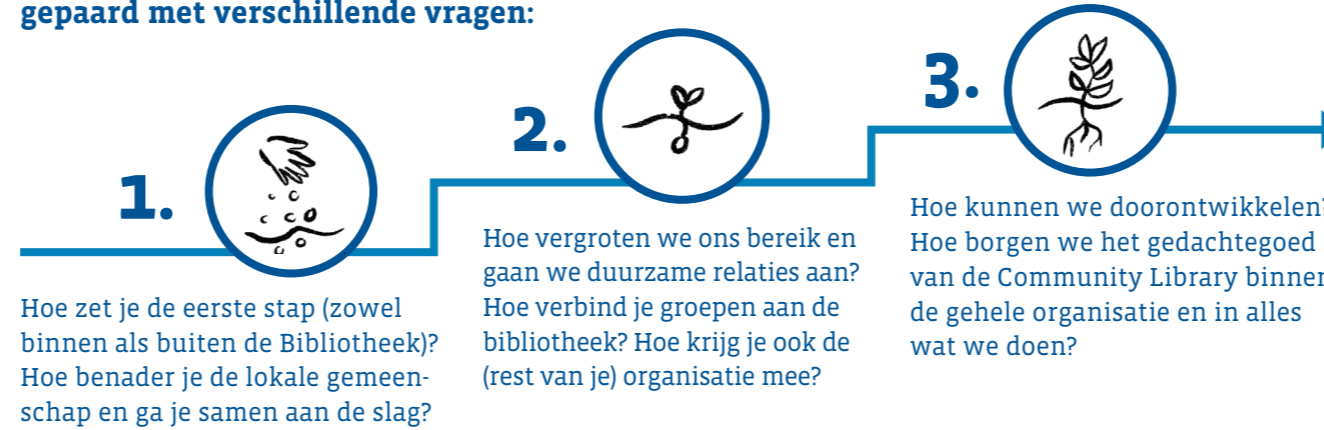 gepaard met verschillende vragen:
1.
Hoe zet je de eerste stap (zowel
binnen als buiten de Bibliotheek)?
Hoe benader je de lokale gemeen-
schap en ga je samen aan de slag?
2.
Hoe vergroten we ons bereik en
gaan we duurzame relaties aan?
Hoe verbind je groepen aan de
bibliotheek? Hoe krijg je ook de
(rest van je) organisatie mee?
3.
Hoe kunnen we doorontwikkelen?
Hoe borgen we het gedachtegoed
van de Community Library binnen
de gehele organisatie en in alles
wat we doen?